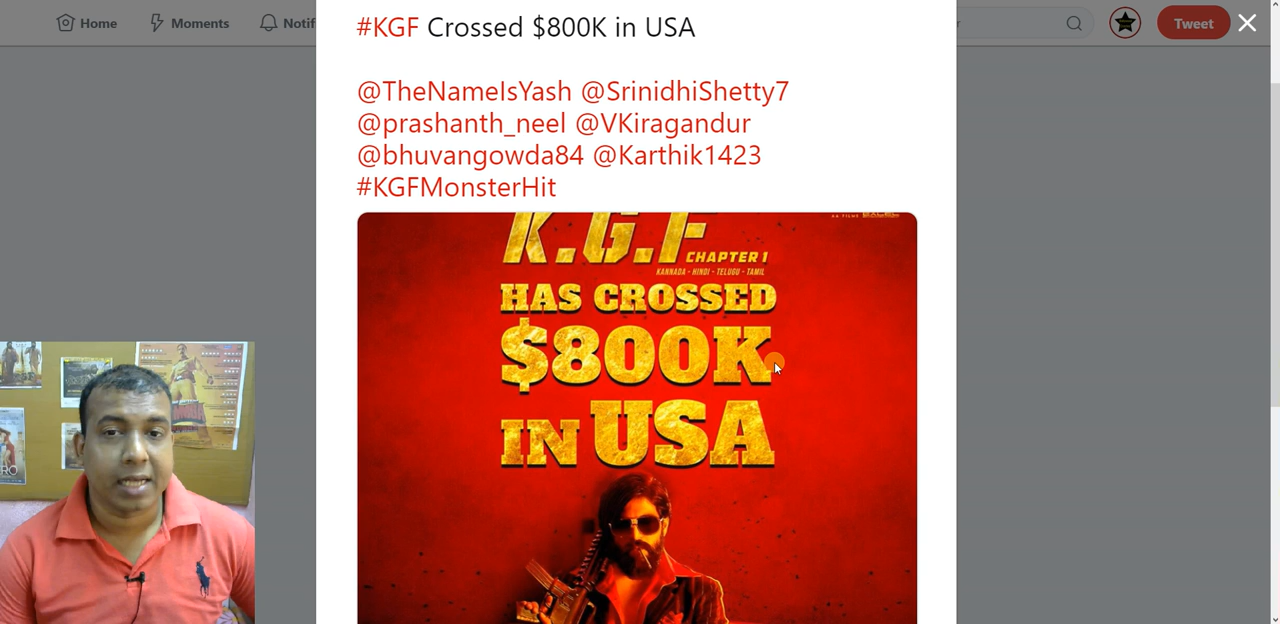 Home
Moments
Notif
Tweet
#KGF Crossed $800K in USA
@TheNameIsYash @SrinidhiShetty7
@prashanth_neel @VKiragandur
@bhuvangowda84 @Karthik1423
#KGFMonsterHit
K.G.F
CHAPTER 1
KANNADA - HINDI - TELUGU - TAMIL
HAS CROSSED
$800K
IN USA